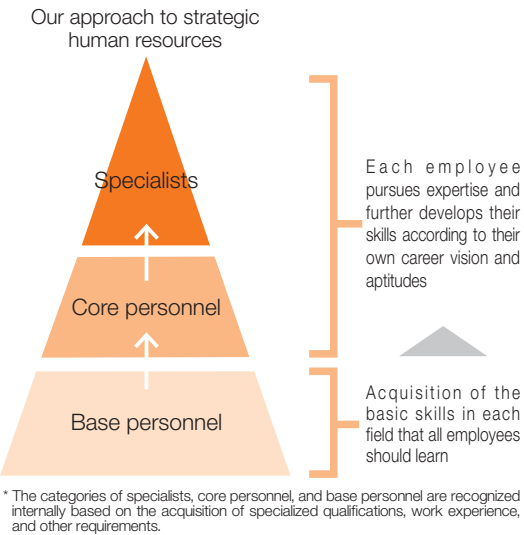 Our approach to strategic
human resources
Specialists
Core personnel
Base personnel
Each employee
pursues expertise and
further develops their
skills according to their
own career vision and
aptitudes
Acquisition of the
basic skills in each
field that all employees
should learn
* The categories of specialists, core personnel, and base personnel are recognized
internally based on the acquisition of specialized qualifications, work experience,
and other requirements.